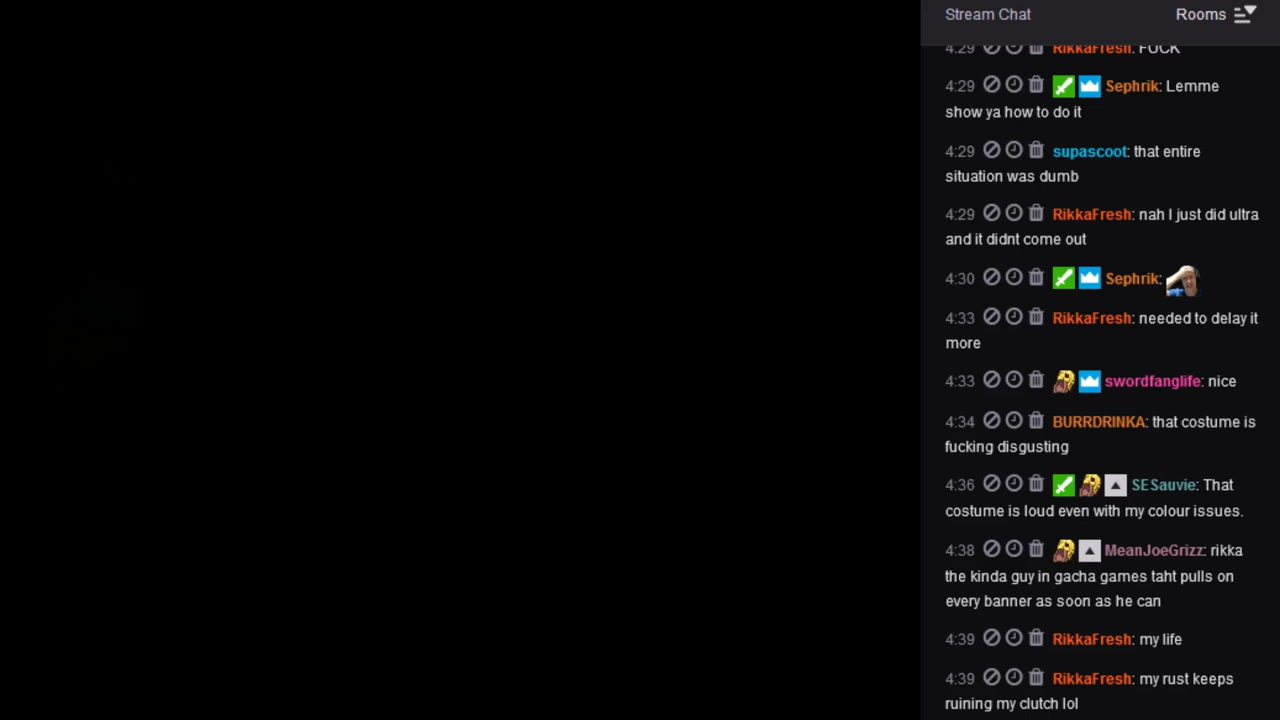 Stream Chat
Rooms
4:29 RikkaFresh: FUCK
4:29 Sephrik: Lemme
show ya how to do it
4:29 supascoot: that entire
situation was dumb
4:29 RikkaFresh: nah I just did ultra
and it didnt come out
4:30 Sephrik:
4:33 RikkaFresh: needed to delay it
more
4:33 swordfanglife: nice
4:34 BURRDRINKA: that costume is
fucking disgusting
4:36 SESauvie: That
costume is loud even with my colour issues.
4:38 MeanJoeGrizz: rikka
the kinda guy in gacha games taht pulls on
every banner as soon as he can
4:39 RikkaFresh: my life
4:39 RikkaFresh: my rust keeps
ruining my clutch lol